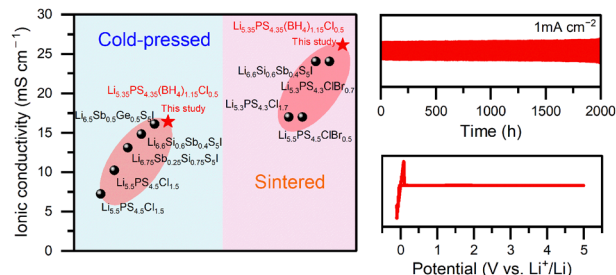 Ionic conductivity (mS cm⁻¹)
30
25
20
15
10
5
0
Cold-pressed
Li₅.₃₅PS₄.₃₅(BH₄)₁.₁₅Cl₀.₅
This study
Li₆.₅Sb₀.₅Ge₀.₅S₅I
Li₆.₆Si₀.₆Sb₀.₄S₅I
Li₆.₇₅Sb₀.₂₅Si₀.₇₅S₅I
Li₅.₅PS₄.₅Cl₁.₅
Li₅.₅PS₄.₅Cl₁.₅
Li₅.₃₅PS₄.₃₅(BH₄)₁.₁₅Cl₀.₅
This study
Li₆.₆Si₀.₆Sb₀.₄S₅I
Li₅.₃PS₄.₃ClBr₀.₇
Li₅.₃PS₄.₃Cl₁.₇
Li₅.₅PS₄.₅ClBr₀.₅
Sintered
1mA cm⁻²
0 500 1000 1500 2000
Time (h)
0 1 2 3 4 5
Potential (V vs. Li⁺/Li)